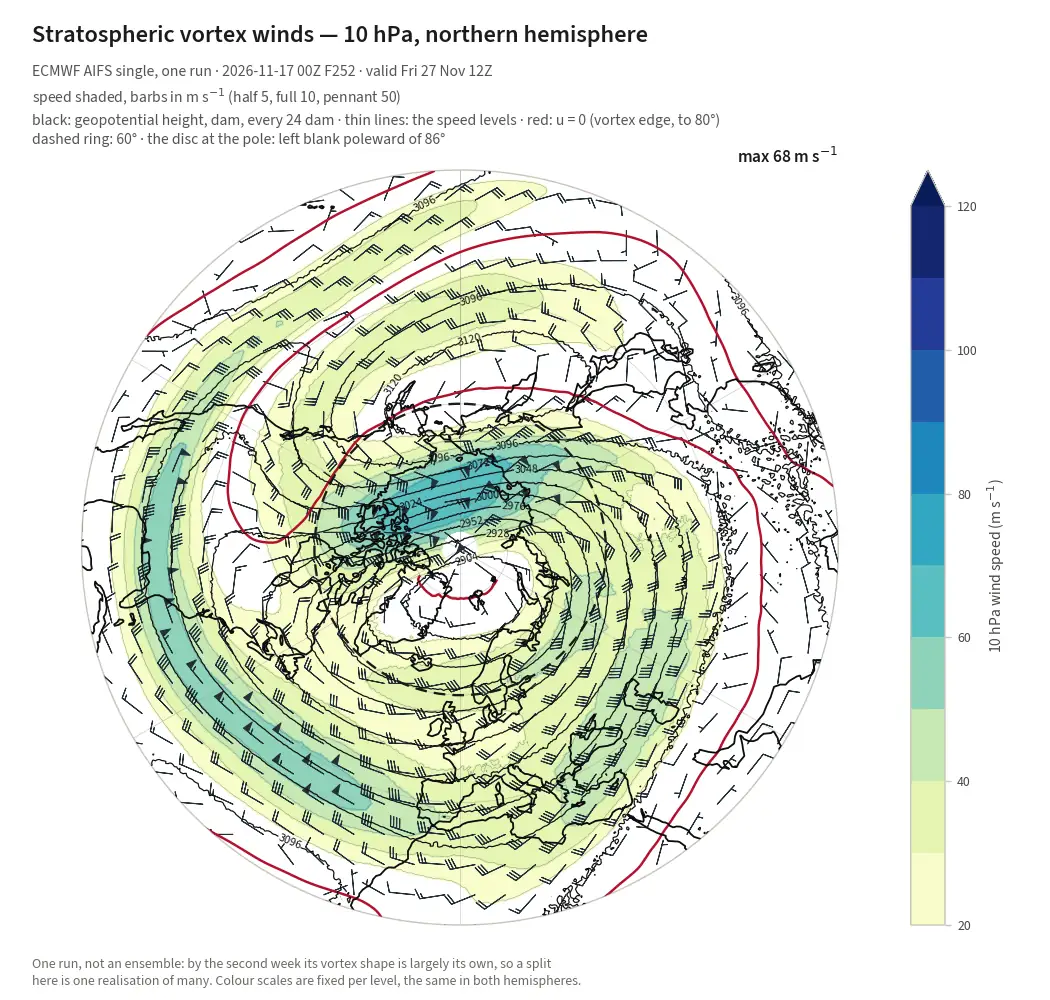 Stratospheric vortex winds — 10 hPa, northern hemisphere
ECMWF AIFS single, one run · 2026-11-17 00Z F252 · valid Fri 27 Nov 12Z
speed shaded, barbs in m s⁻¹ (half 5, full 10, pennant 50)
black: geopotential height, dam, every 24 dam · thin lines: the speed levels · red: u = 0 (vortex edge, to 80°)
dashed ring: 60° · the disc at the pole: left blank poleward of 86°
max 68 m s⁻¹
3096
3096
3096
3120
3120
3096
3096
3048
3000
2976
2952
2928
3096
120
100
80
60
40
20
10 hPa wind speed (m s⁻¹)
One run, not an ensemble: by the second week its vortex shape is largely its own, so a split
here is one realisation of many. Colour scales are fixed per level, the same in both hemispheres.